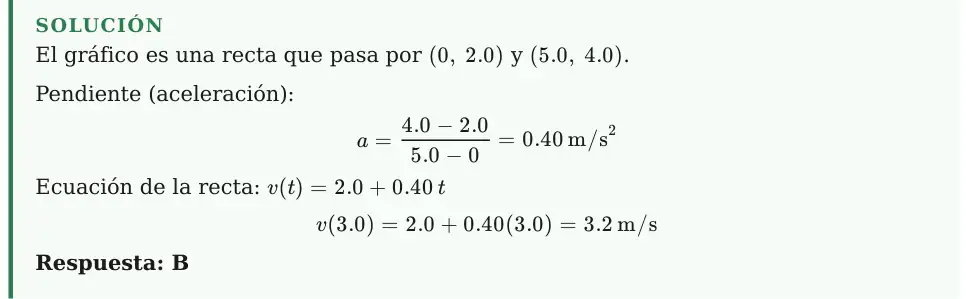 SOLUCIÓN
El gráfico es una recta que pasa por (0, 2.0) y (5.0, 4.0).
Pendiente (aceleración):
a = \frac{4.0 − 2.0}{5.0 − 0} = 0.40 m/s²
Ecuación de la recta: v(t) = 2.0 + 0.40 t
v(3.0) = 2.0 + 0.40(3.0) = 3.2 m/s
Respuesta: B